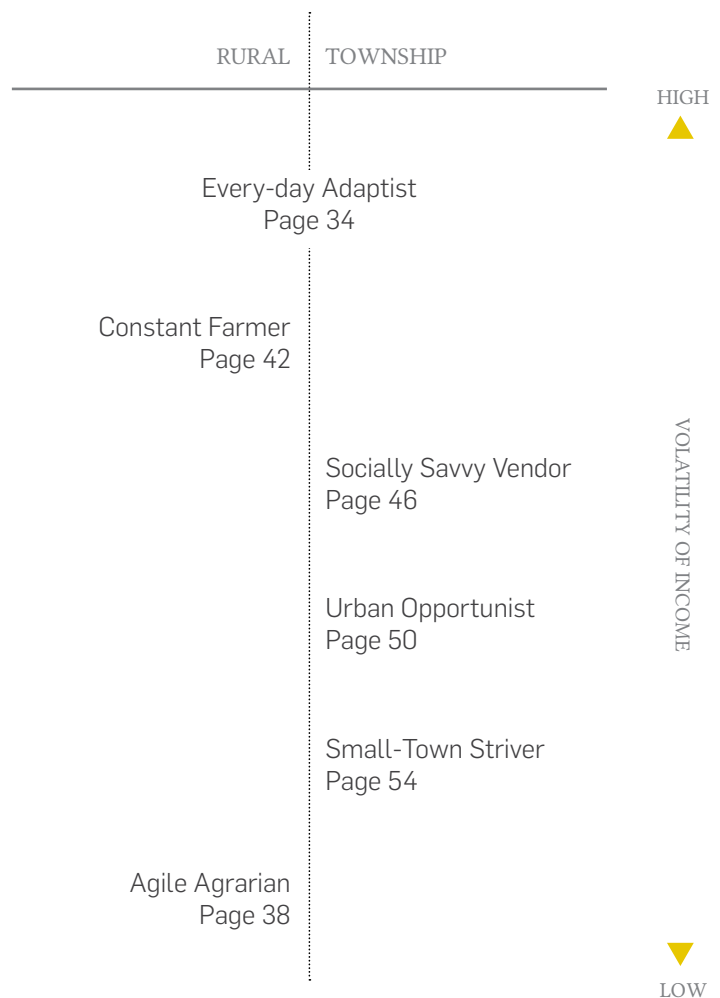 RURAL
TOWNSHIP
HIGH
Every-day Adaptist
Page 34
Constant Farmer
Page 42
Socially Savvy Vendor
Page 46
VOLATILITY OF INCOME
Urban Opportunist
Page 50
Small-Town Striver
Page 54
Agile Agrarian
Page 38
LOW